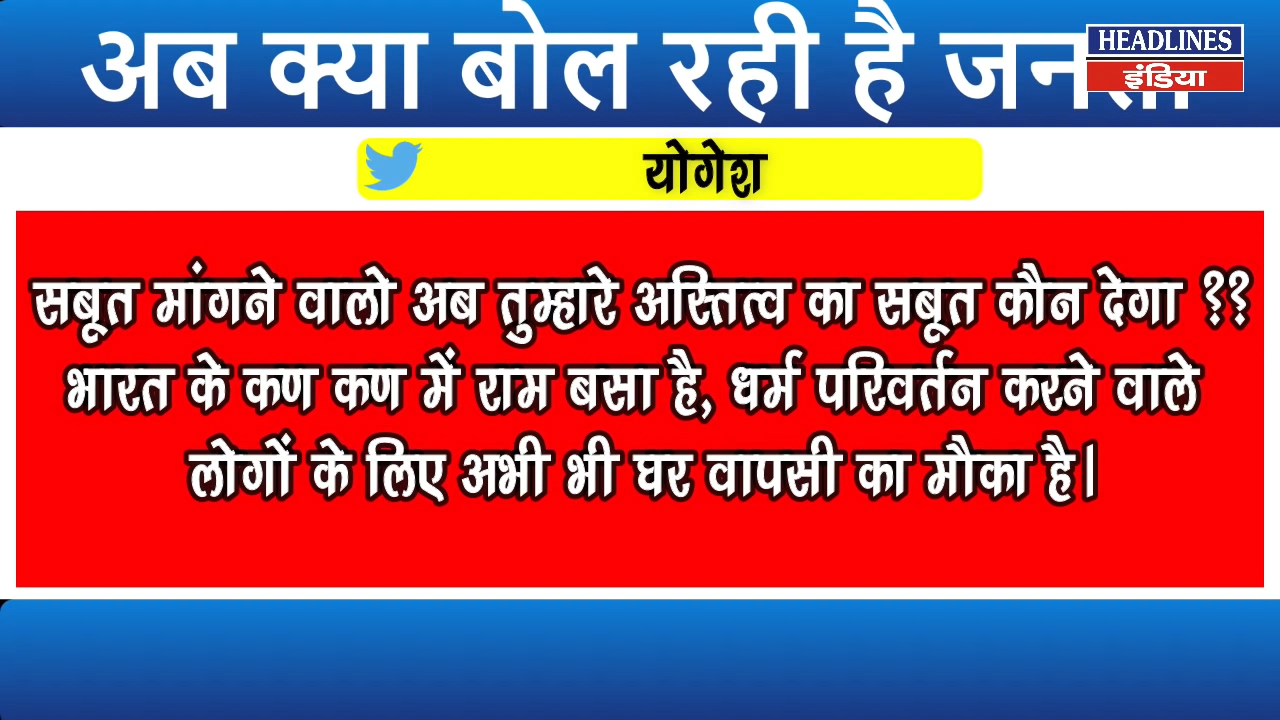 अब क्या बोल रही है
HEADLINES
इंडिया
योगेश
सबूत मांगने वालो अब तुम्हारे अस्तित्व का सबूत कौन देगा ??
भारत के कण कण में राम बसा है, धर्म परिवर्तन करने वाले
लोगों के लिए अभी भी घर वापसी का मौका है।